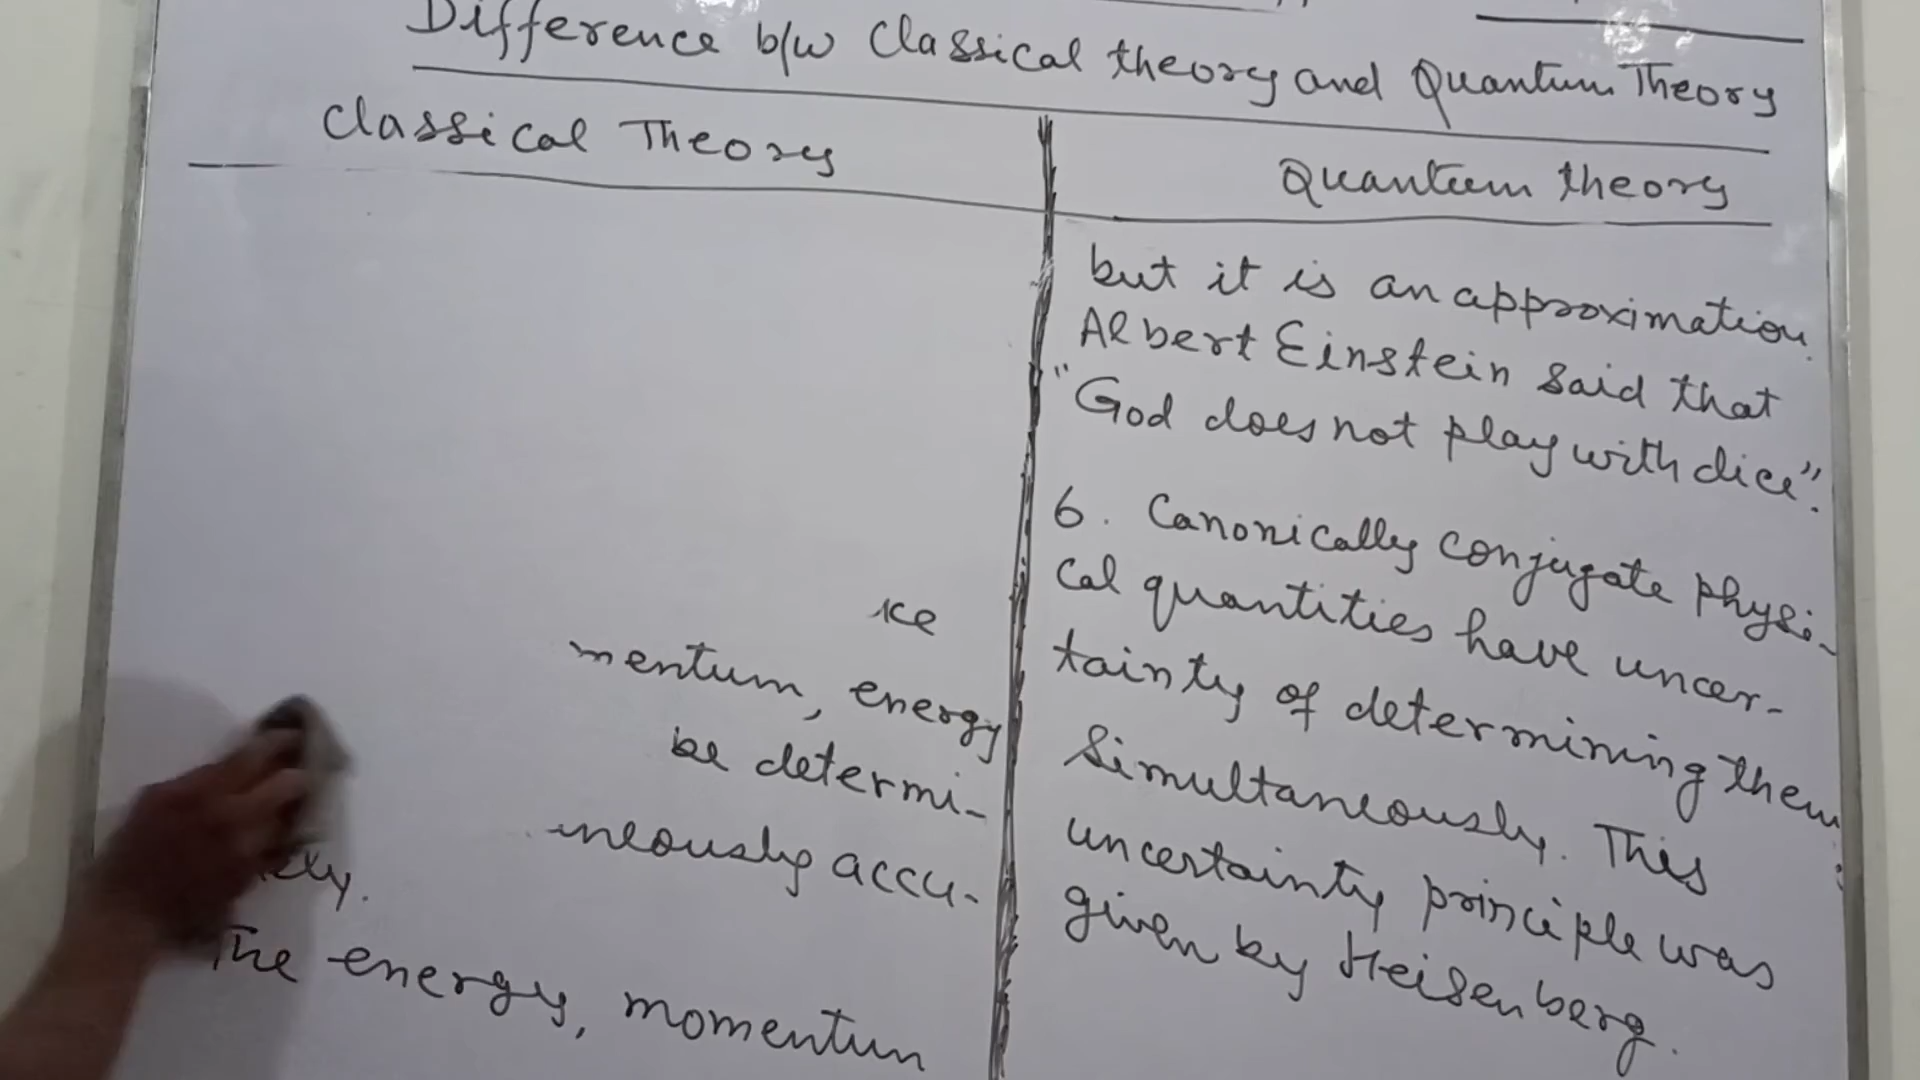 Difference b/w Classical theory and Quantum Theory
Classical Theory
ke
mentum, energy
be determi-
neously accu-
ely.
The energy, momentum
Quantum theory
but it is an approximation.
Albert Einstein said that
"God does not play with dice".
6. Canonically conjugate physi-
cal quantities have uncer-
tainty of determining them
simultaneously. This
uncertainty principle was
given by Heisenberg.